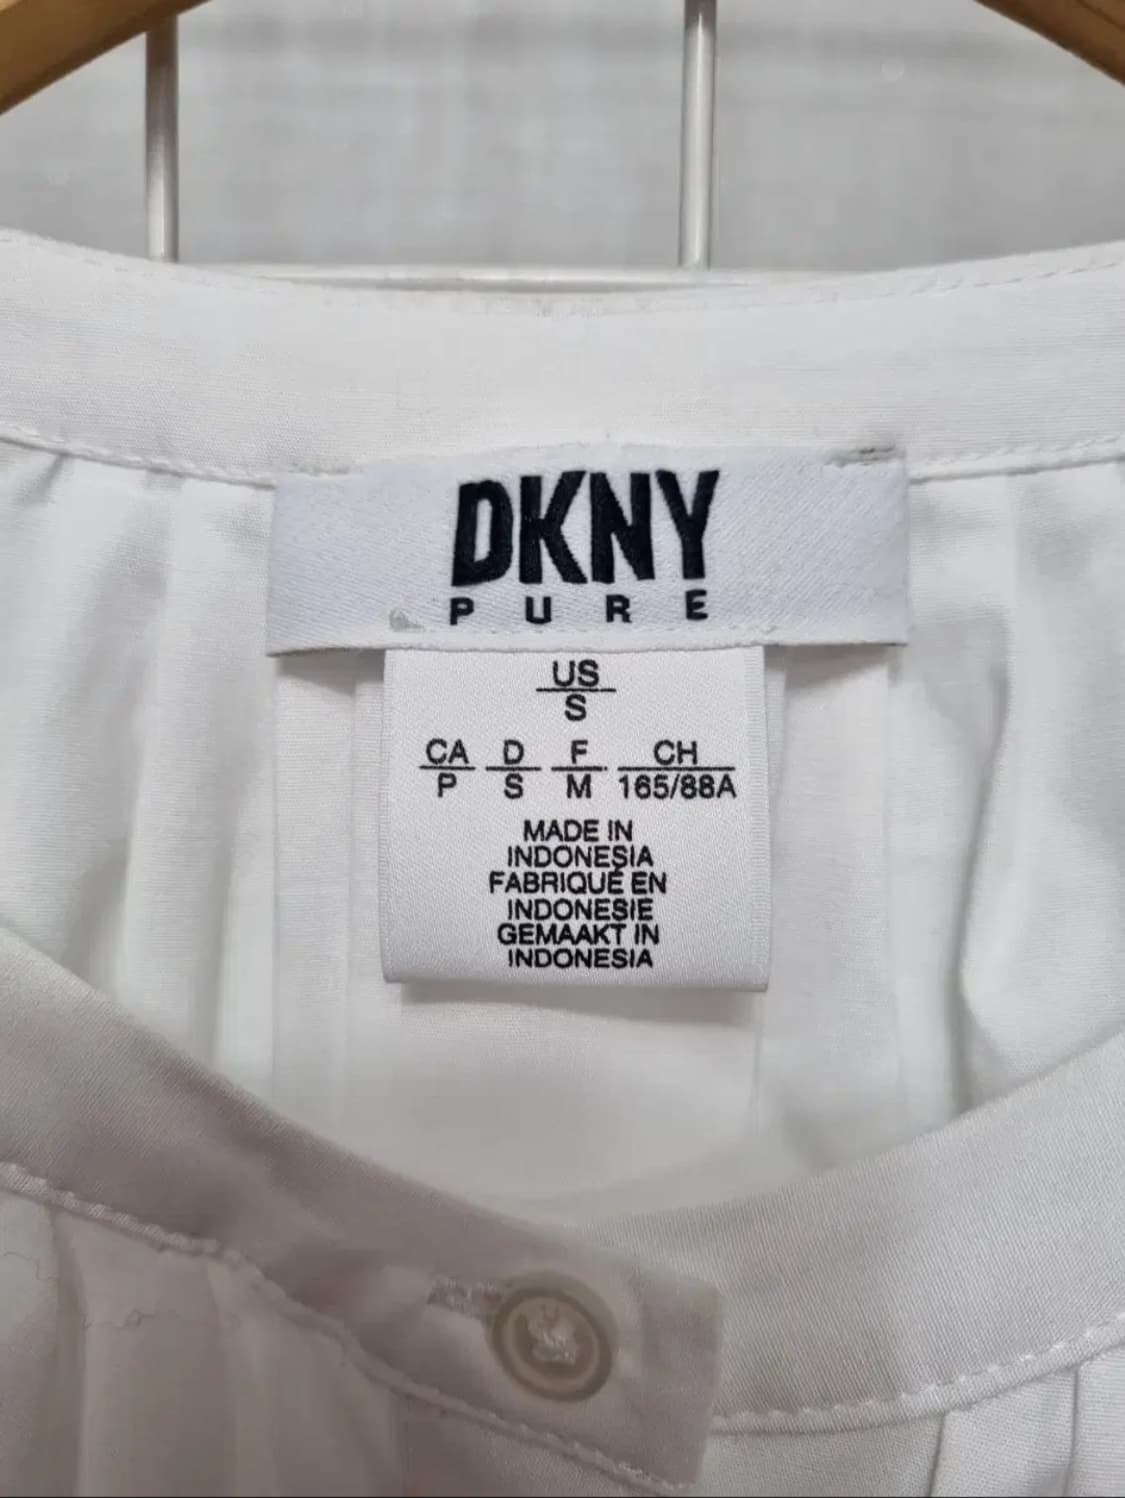 DKNY
PURE
US
S
CA D F CH
P S M 165/88A
MADE IN
INDONESIA
FABRIQUÉ EN
INDONESIE
GEMAAKT IN
INDONESIA